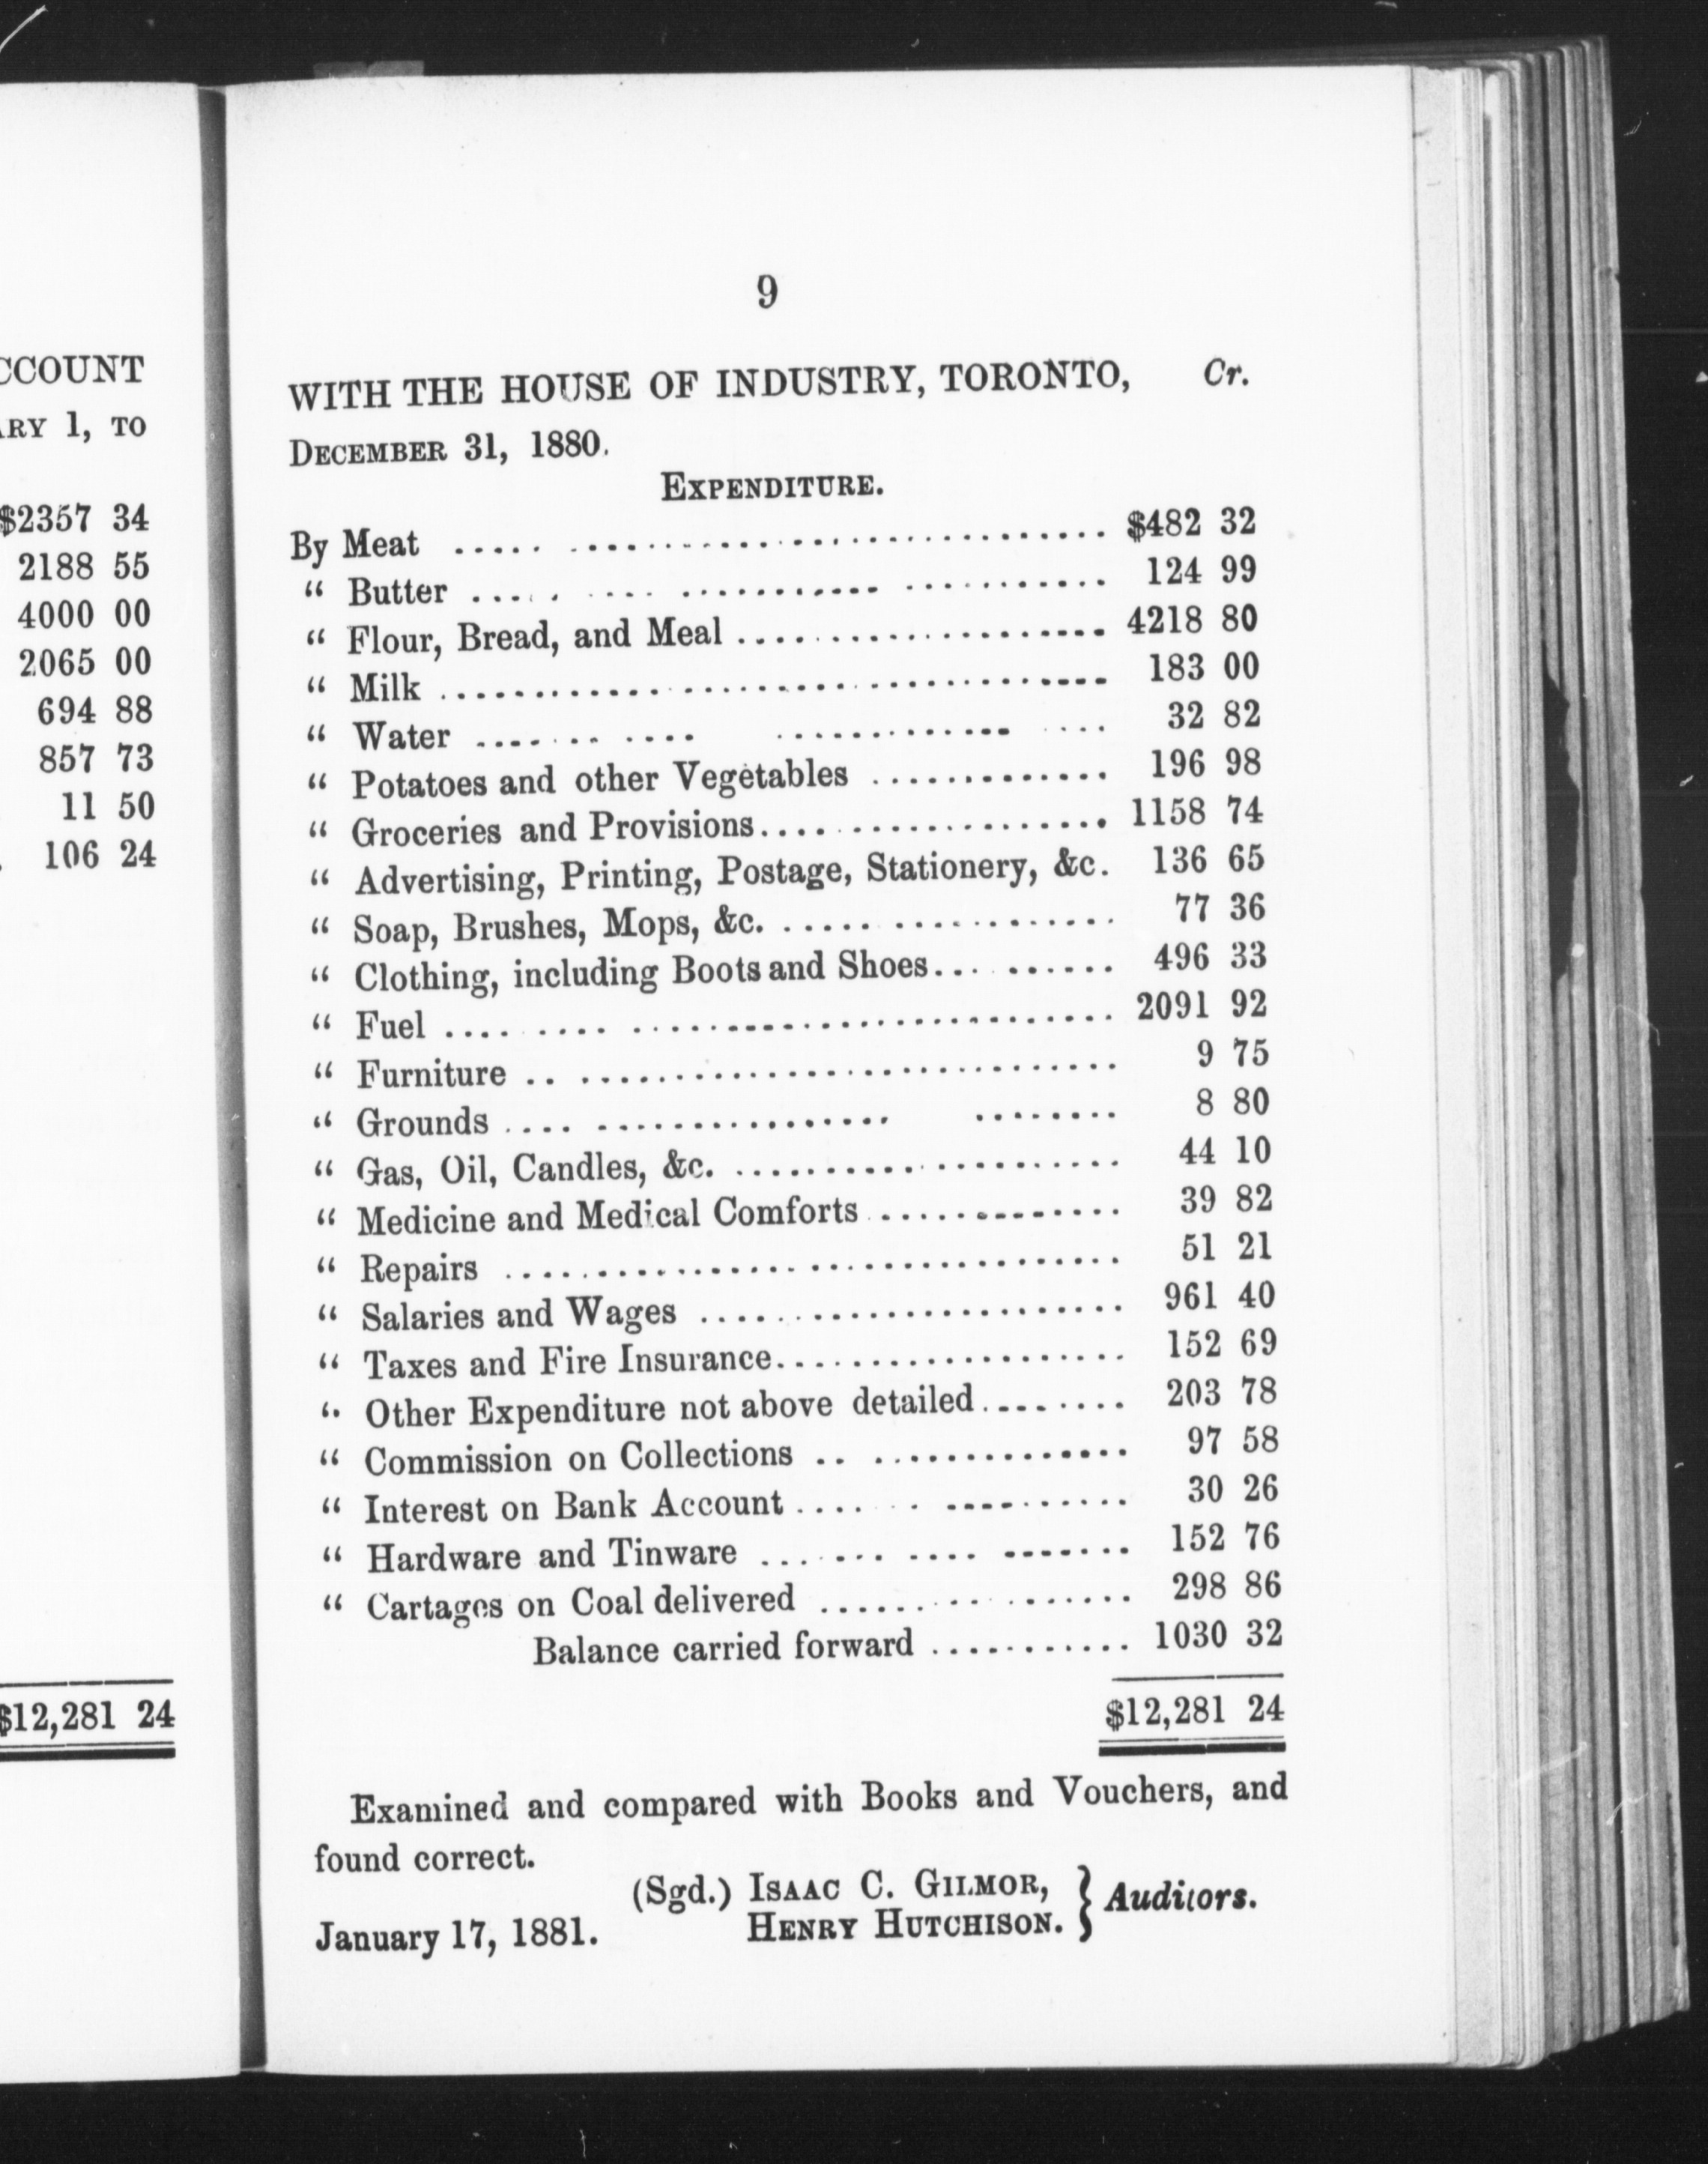 CCOUNT
ARY 1, TO
$2357 34
2188 55
4000 00
2065 00
694 88
857 73
11 50
106 24
$12,281 24
9
WITH THE HOUSE OF INDUSTRY, TORONTO, Cr.
DECEMBER 31, 1880.
EXPENDITURE.
By Meat ........ $482 32
“ Butter ........ 124 99
“ Flour, Bread, and Meal ........ 4218 80
“ Milk ........ 183 00
“ Water ........ 32 82
“ Potatoes and other Vegetables ........ 196 98
“ Groceries and Provisions ........ 1158 74
“ Advertising, Printing, Postage, Stationery, &c. 136 65
“ Soap, Brushes, Mops, &c. ........ 77 36
“ Clothing, including Boots and Shoes ........ 496 33
“ Fuel ........ 2091 92
“ Furniture ........ 9 75
“ Grounds ........ 8 80
“ Gas, Oil, Candles, &c. ........ 44 10
“ Medicine and Medical Comforts ........ 39 82
“ Repairs ........ 51 21
“ Salaries and Wages ........ 961 40
“ Taxes and Fire Insurance ........ 152 69
“ Other Expenditure not above detailed ........ 203 78
“ Commission on Collections ........ 97 58
“ Interest on Bank Account ........ 30 26
“ Hardware and Tinware ........ 152 76
“ Cartages on Coal delivered ........ 298 86
Balance carried forward ........ 1030 32
$12,281 24
Examined and compared with Books and Vouchers, and
found correct.
(Sgd.) ISAAC C. GILMOR, } Auditors.
HENRY HUTCHISON.
January 17, 1881.